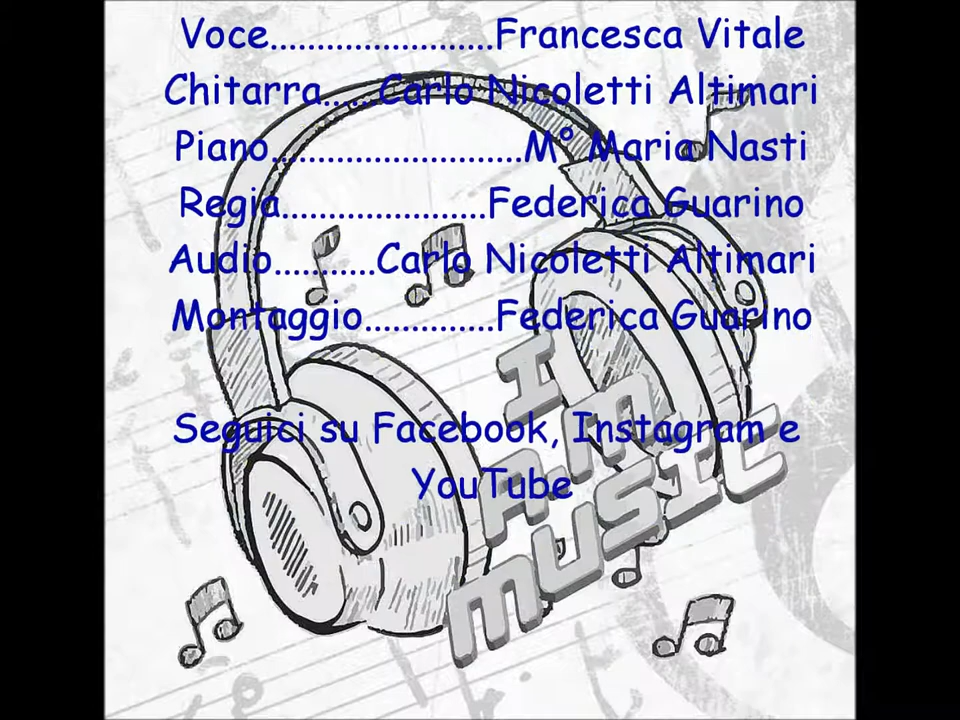 Voce........................Francesca Vitale
Chitarra......Carlo Nicoletti Altimari
Piano...........................M° Maria Nasti
Regia......................Federica Guarino
Audio...........Carlo Nicoletti Altimari
Montaggio..............Federica Guarino
Seguici su Facebook, Instagram e
YouTube
I
A.M
MUSIC